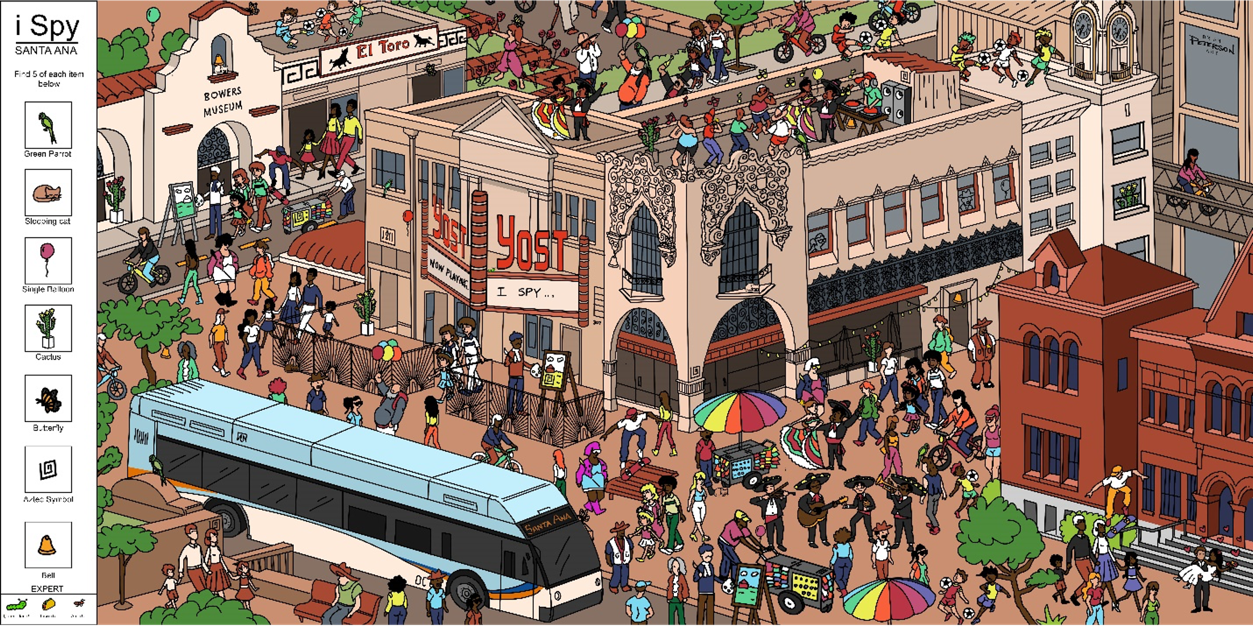 i Spy
SANTA ANA
Find 5 of each item
below
Green Parrot
Sleeping cat
Single Balloon
Cactus
Butterfly
Aztec Symbol
Bell
EXPERT
BOWERS
MUSEUM
El Toro
YOST
NOW PLAYING
YOST
I SPY...
SANTA ANA
OC
PETERSON